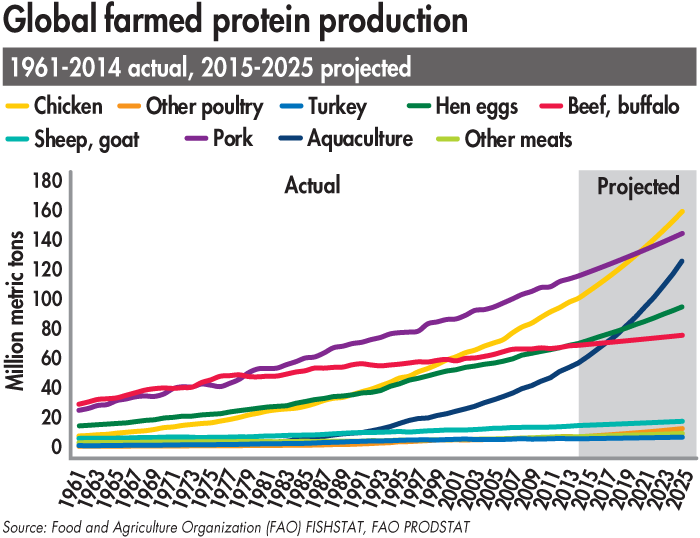 Global farmed protein production
1961-2014 actual, 2015-2025 projected
Chicken Other poultry Turkey Hen eggs Beef, buffalo
Sheep, goat Pork Aquaculture Other meats
Actual Projected
Million metric tons
180
160
140
120
100
80
60
40
20
0
1961 1963 1965 1967 1969 1971 1973 1975 1977 1979 1981 1983 1985 1987 1989 1991 1993 1995 1997 1999 2001 2003 2005 2007 2009 2011 2013 2015 2017 2019 2021 2023 2025
Source: Food and Agriculture Organization (FAO) FISHSTAT, FAO PRODSTAT